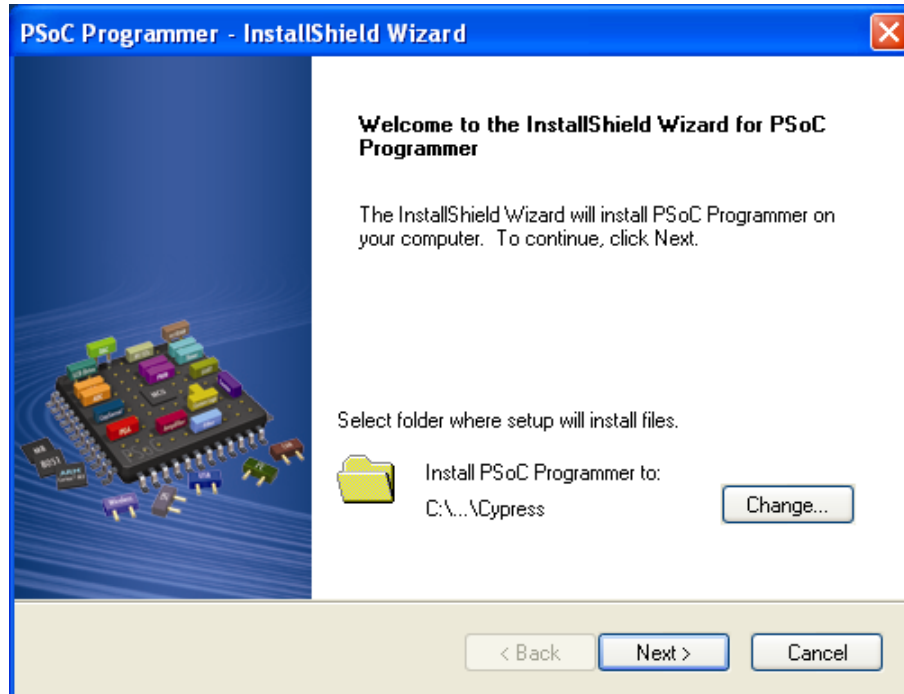 PSoC Programmer - InstallShield Wizard
Welcome to the InstallShield Wizard for PSoC
Programmer
The InstallShield Wizard will install PSoC Programmer on
your computer. To continue, click Next.
Select folder where setup will install files.
Install PSoC Programmer to:
C:\...\Cypress
Change...
< Back
Next >
Cancel